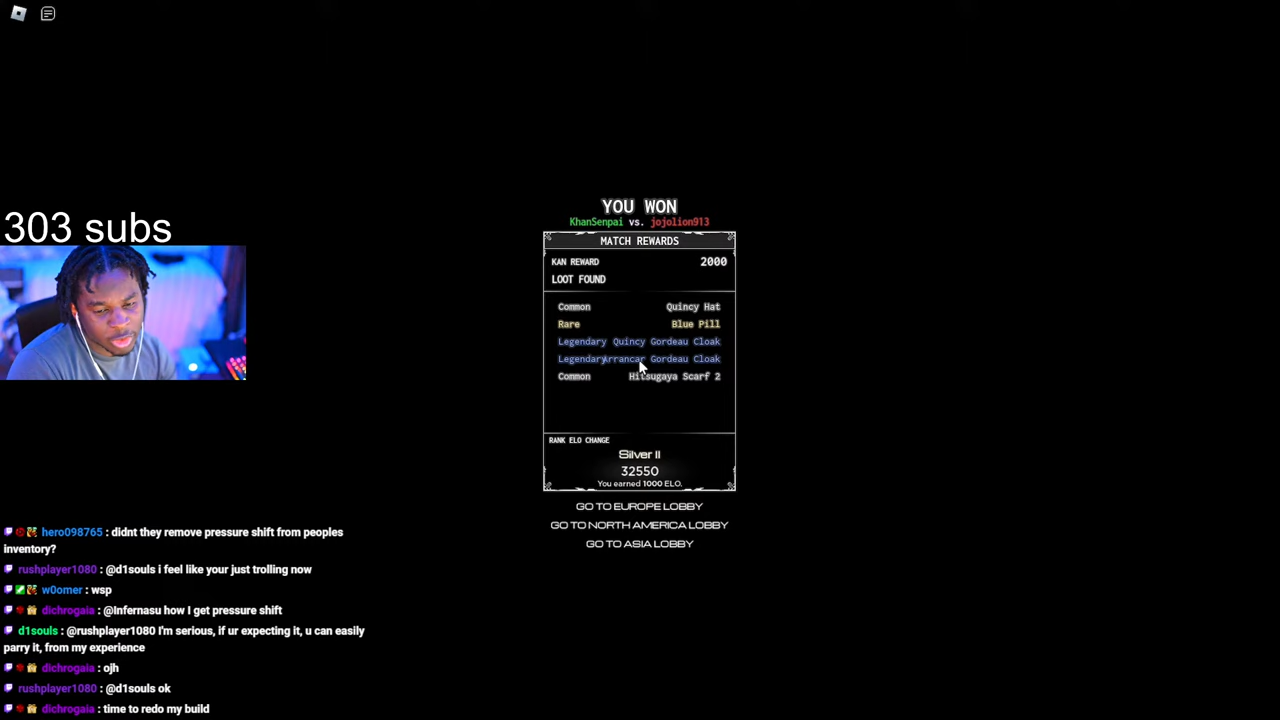 303 subs
YOU WON
KhanSenpai vs. jojolion913
MATCH REWARDS
KAN REWARD 2000
LOOT FOUND
Common Quincy Hat
Rare Blue Pill
Legendary Quincy Gordeau Cloak
Legendary Arrancar Gordeau Cloak
Common Hitsugaya Scarf 2
RANK ELO CHANGE
Silver II
32550
You earned 1000 ELO.
GO TO EUROPE LOBBY
GO TO NORTH AMERICA LOBBY
GO TO ASIA LOBBY
hero098765 : didnt they remove pressure shift from peoples
inventory?
rushplayer1080 : @d1souls i feel like your just trolling now
w0omer : wsp
dichrogaia : @Infernasu how I get pressure shift
d1souls : @rushplayer1080 I'm serious, if ur expecting it, u can easily
parry it, from my experience
dichrogaia : ojh
rushplayer1080 : @d1souls ok
dichrogaia : time to redo my build